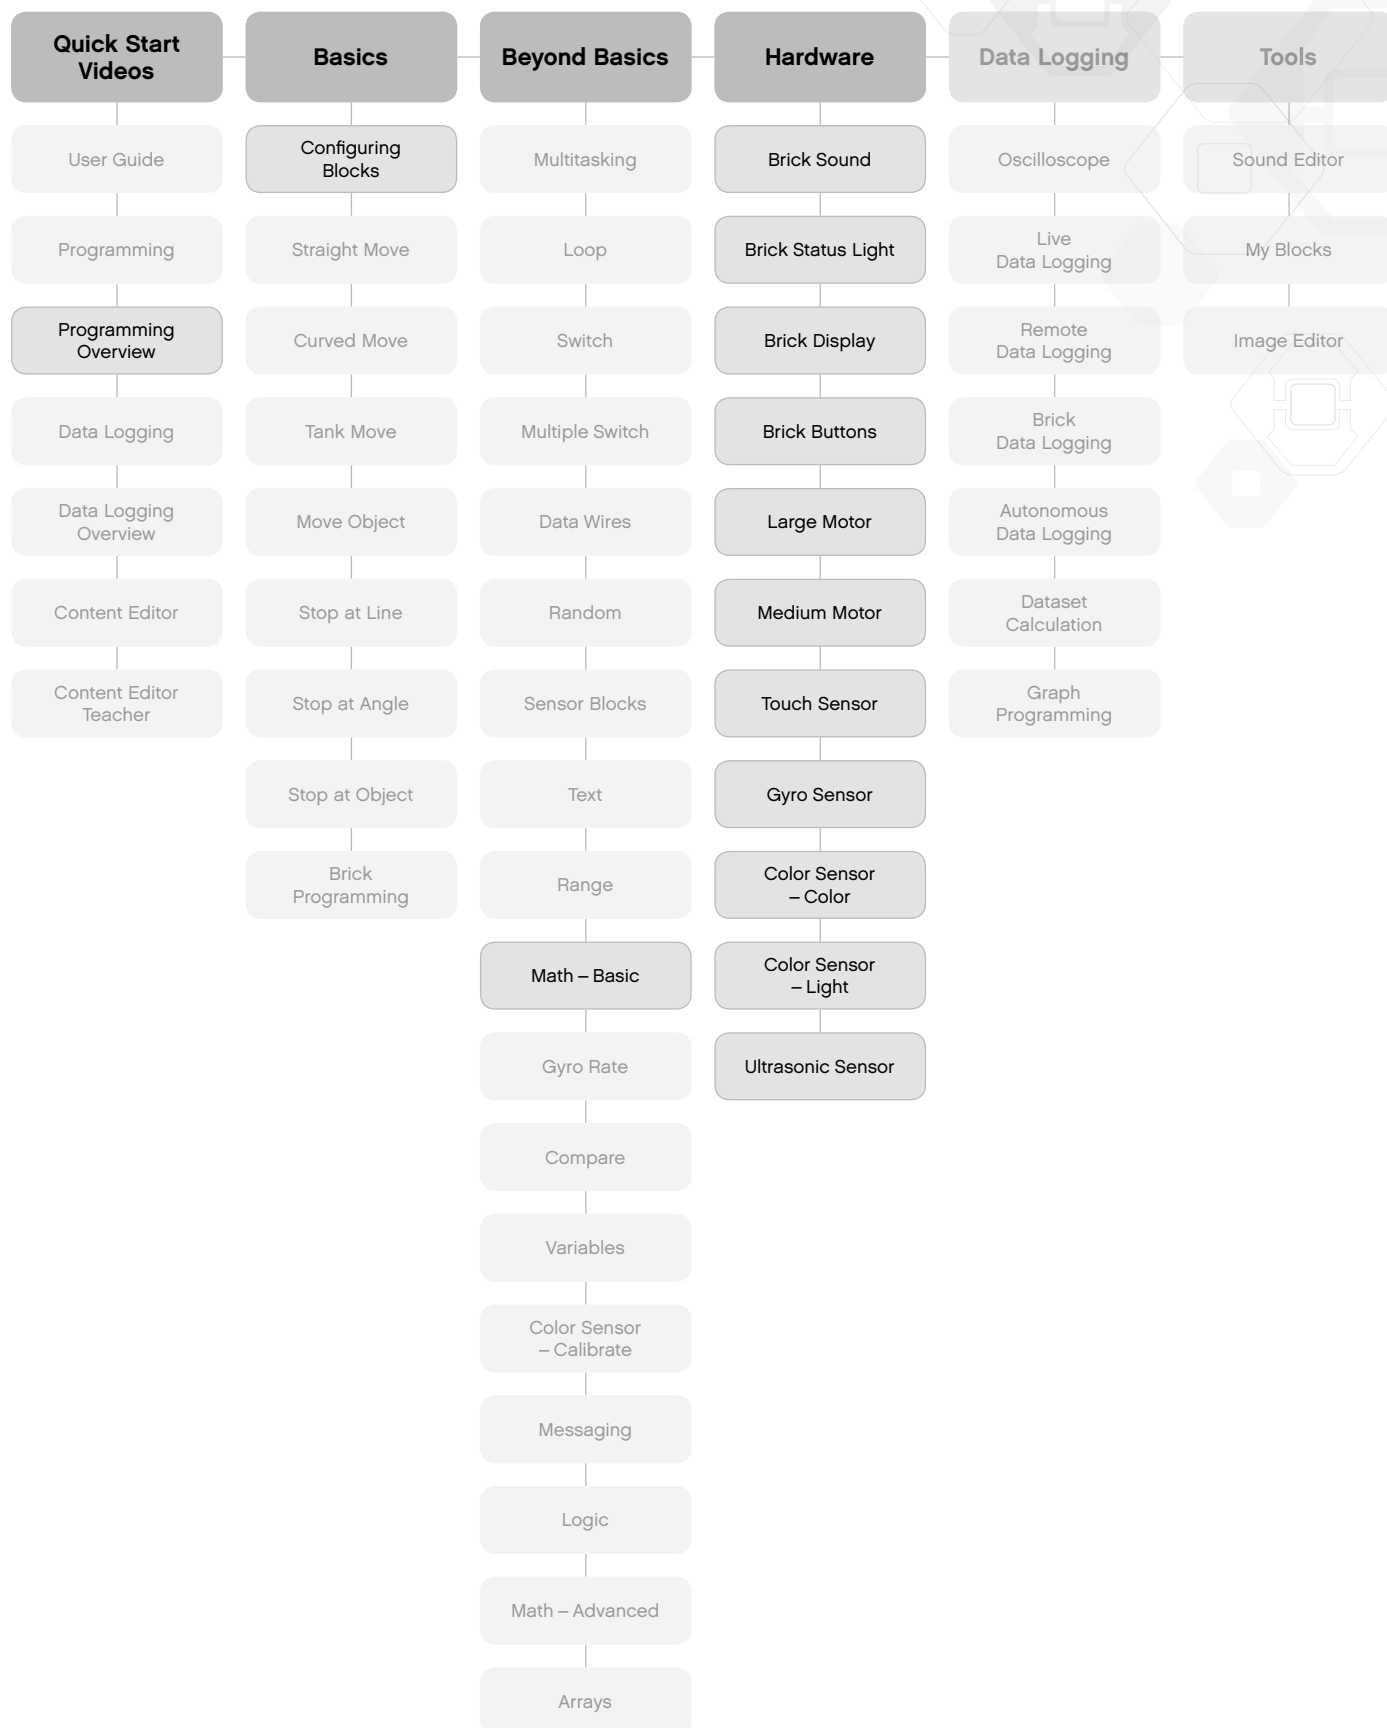 Quick Start
Videos
Basics
Beyond Basics
Hardware
Data Logging
Tools
User Guide
Programming
Programming
Overview
Data Logging
Data Logging
Overview
Content Editor
Content Editor
Teacher
Configuring
Blocks
Straight Move
Curved Move
Tank Move
Move Object
Stop at Line
Stop at Angle
Stop at Object
Brick
Programming
Multitasking
Loop
Switch
Multiple Switch
Data Wires
Random
Sensor Blocks
Text
Range
Math – Basic
Gyro Rate
Compare
Variables
Color Sensor
– Calibrate
Messaging
Logic
Math – Advanced
Arrays
Brick Sound
Brick Status Light
Brick Display
Brick Buttons
Large Motor
Medium Motor
Touch Sensor
Gyro Sensor
Color Sensor
– Color
Color Sensor
– Light
Ultrasonic Sensor
Oscilloscope
Live
Data Logging
Remote
Data Logging
Brick
Data Logging
Autonomous
Data Logging
Dataset
Calculation
Graph
Programming
Sound Editor
My Blocks
Image Editor